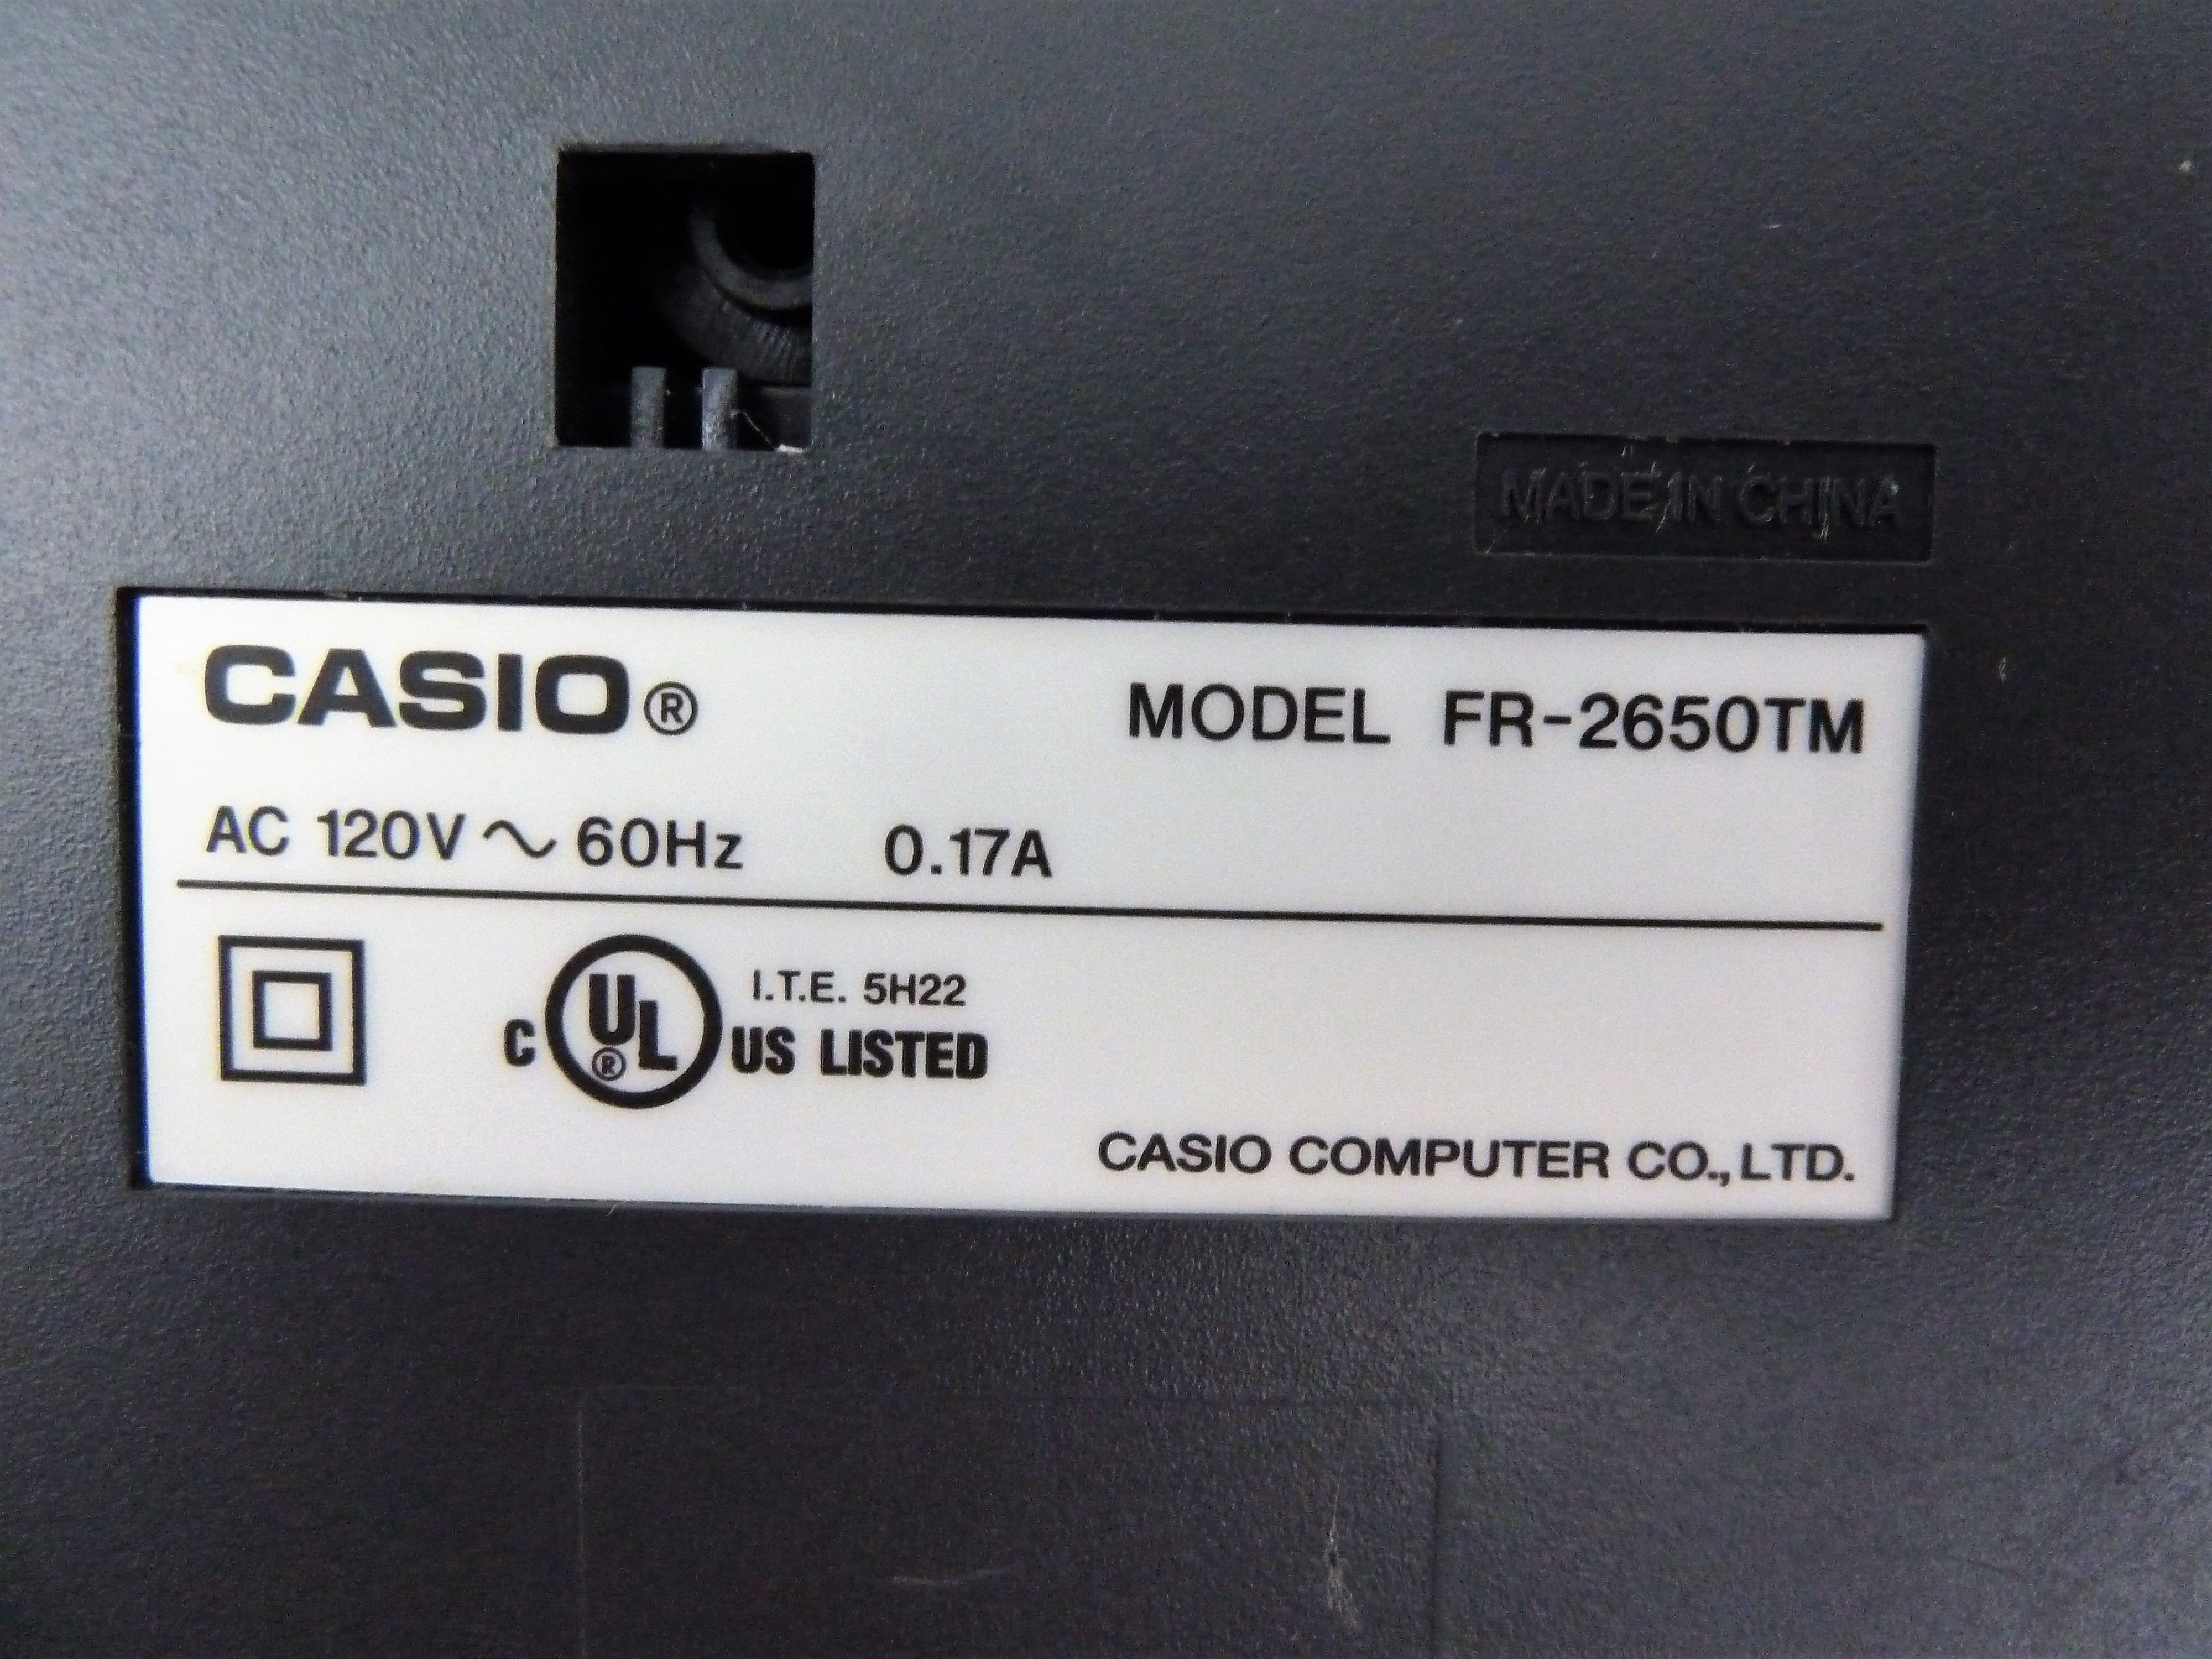 MADE IN CHINA
CASIO® MODEL FR-2650TM
AC 120V ~ 60Hz 0.17A
I.T.E. 5H22
C UL® US LISTED
CASIO COMPUTER CO., LTD.